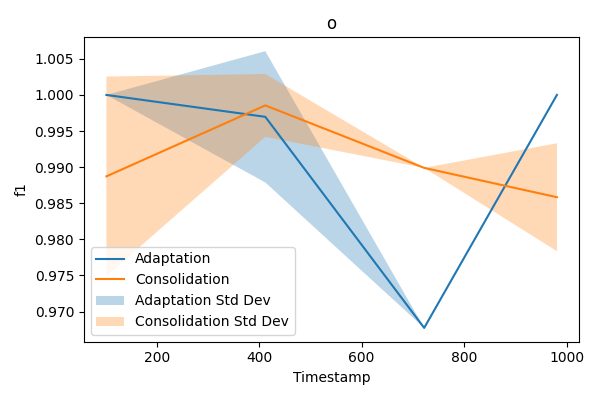 o
f1
1.005
1.000
0.995
0.990
0.985
0.980
0.975
0.970
Adaptation
Consolidation
Adaptation Std Dev
Consolidation Std Dev
200
400
600
800
1000
Timestamp